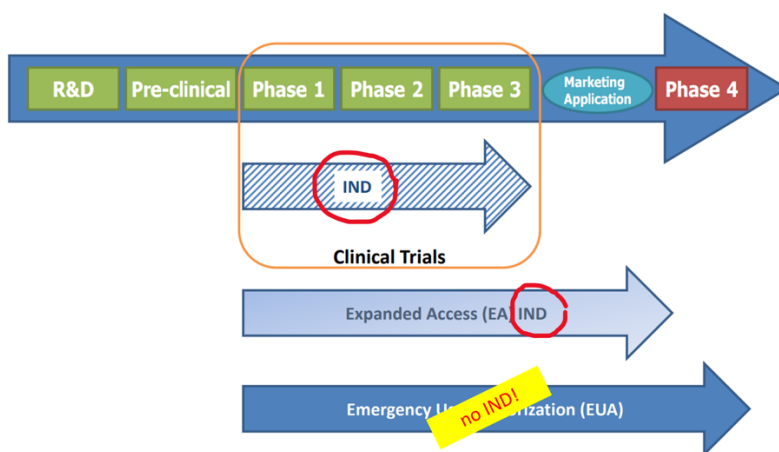 R&D Pre-clinical Phase 1 Phase 2 Phase 3 Marketing Application Phase 4
IND
Clinical Trials
Expanded Access (EA) IND
Emergency U orization (EUA)
no IND!